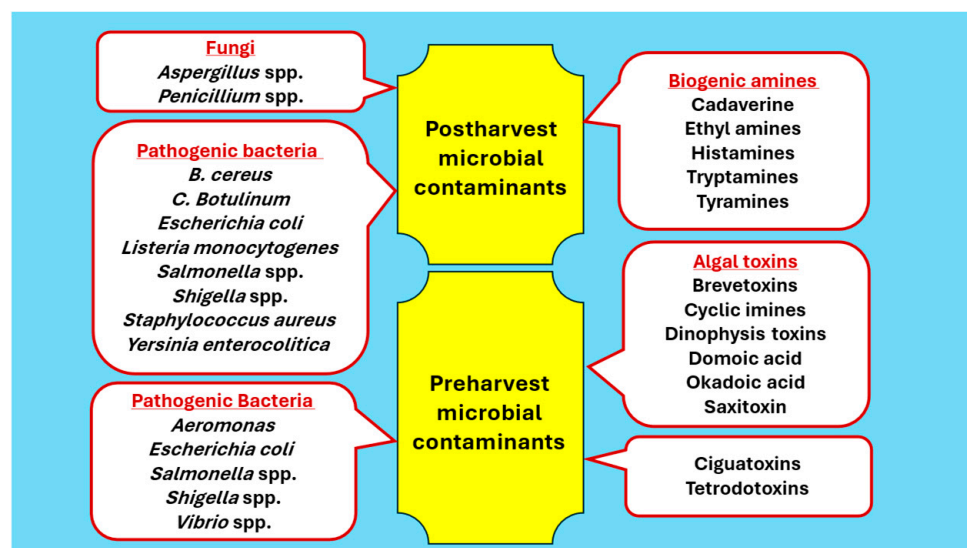 Fungi
Aspergillus spp.
Penicillium spp.
Pathogenic bacteria
B. cereus
C. Botulinum
Escherichia coli
Listeria monocytogenes
Salmonella spp.
Shigella spp.
Staphylococcus aureus
Yersinia enterocolitica
Pathogenic Bacteria
Aeromonas
Escherichia coli
Salmonella spp.
Shigella spp.
Vibrio spp.
Postharvest
microbial
contaminants
Preharvest
microbial
contaminants
Biogenic amines
Cadaverine
Ethyl amines
Histamines
Tryptamines
Tyramines
Algal toxins
Brevetoxins
Cyclic imines
Dinophysis toxins
Domoic acid
Okadoic acid
Saxitoxin
Ciguatoxins
Tetrodotoxins